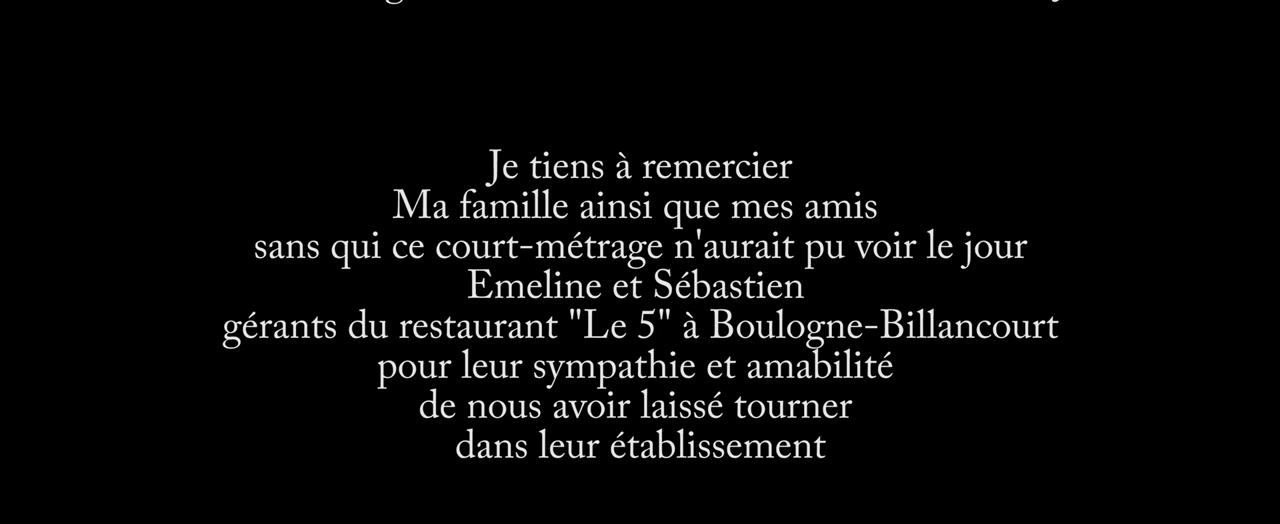 Je tiens à remercier
Ma famille ainsi que mes amis
sans qui ce court-métrage n'aurait pu voir le jour
Emeline et Sébastien
gérants du restaurant "Le 5" à Boulogne-Billancourt
pour leur sympathie et amabilité
de nous avoir laissé tourner
dans leur établissement